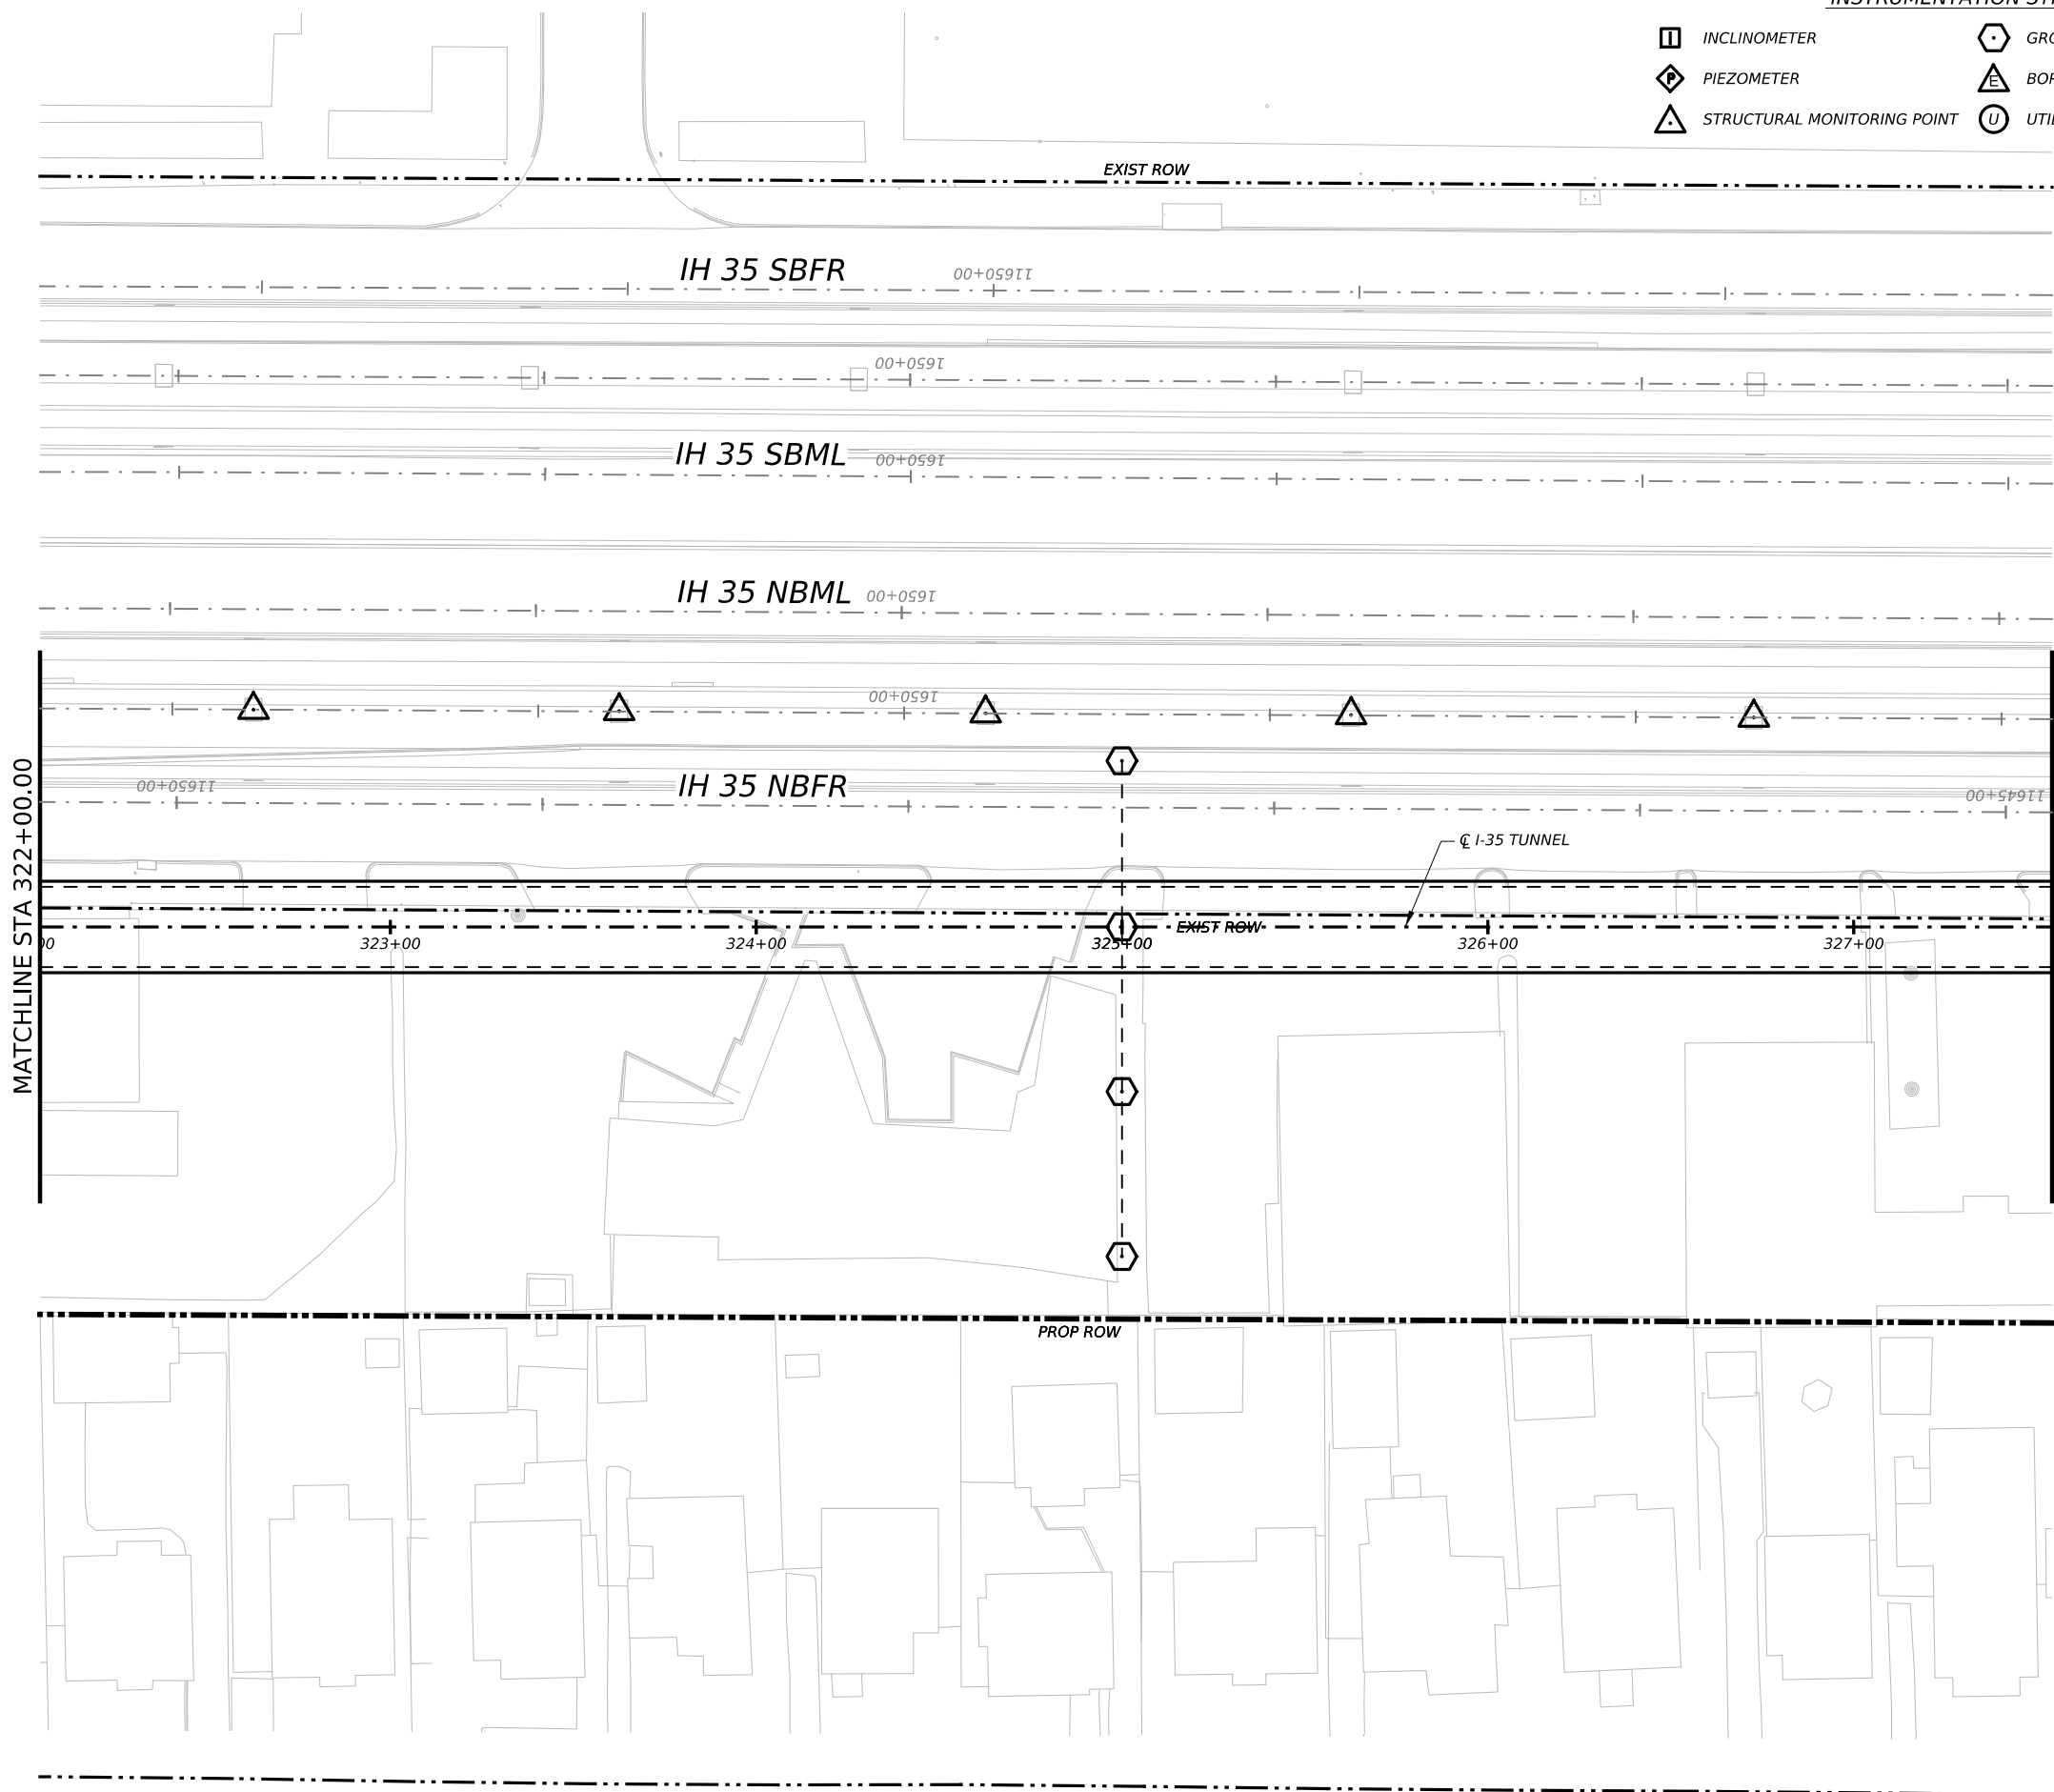 INCLINOMETER
PIEZOMETER
P
STRUCTURAL MONITORING POINT
E
U
EXIST ROW
IH 35 SBFR
11650+00
1650+00
IH 35 SBML
1650+00
IH 35 NBML
1650+00
1650+00
IH 35 NBFR
11650+00
11645+00
℄ I-35 TUNNEL
MATCHLINE STA 322+00.00
EXIST ROW
00
323+00
324+00
325+00
326+00
327+00
PROP ROW